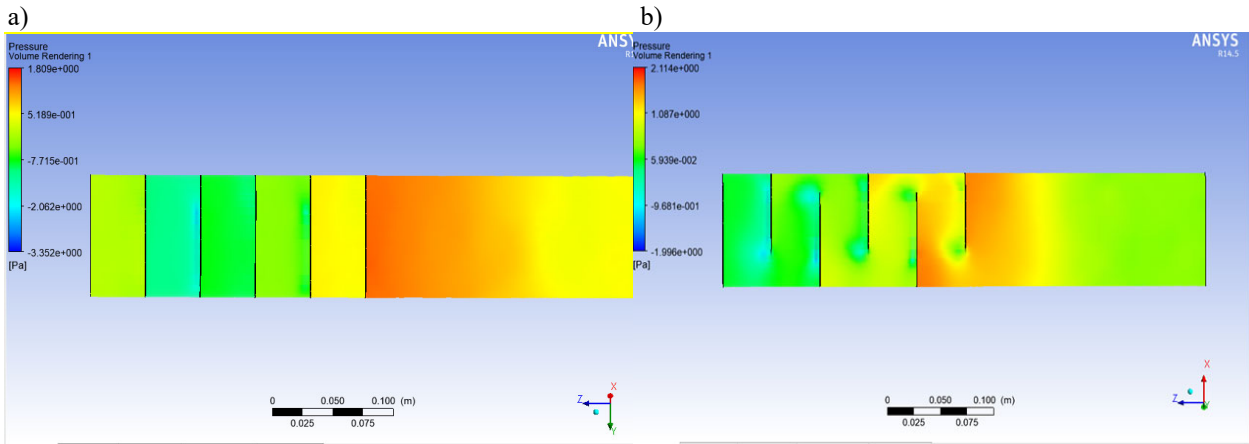 a)
b)
Pressure
Volume Rendering 1
1.809e+000
5.189e-001
-7.715e-001
-2.062e+000
-3.352e+000
[Pa]
ANSY
0
0.050
0.100 (m)
0.025
0.075
Z
X
Y
Pressure
Volume Rendering 1
2.114e+000
1.087e+000
5.939e-002
-9.681e-001
-1.996e+000
[Pa]
ANSYS
R14.5
0
0.050
0.100 (m)
0.025
0.075
X
Z
Y